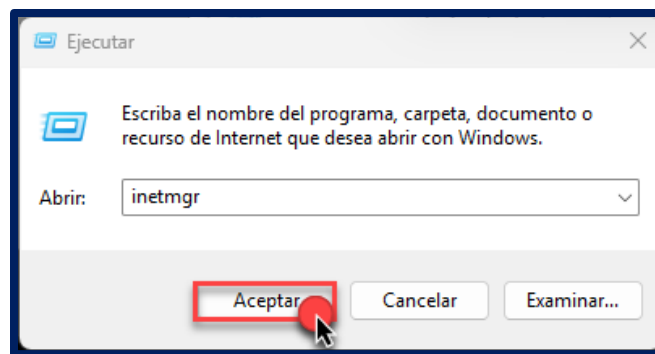 Ejecutar
Escriba el nombre del programa, carpeta, documento o
recurso de Internet que desea abrir con Windows.
Abrir: inetmgr
Aceptar Cancelar Examinar...